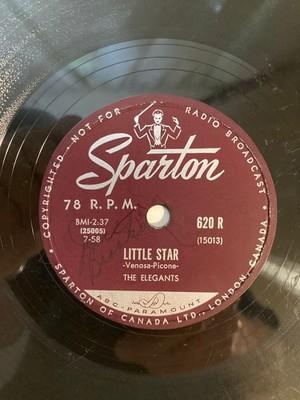 COPYRIGHTED - NOT FOR RADIO BROADCAST
Sparton
78 R.P.M.
BMI-2:37
(25005)
7-58
620 R
(15013)
LITTLE STAR
-Venosa-Picone-
THE ELEGANTS
ABC-PARAMOUNT
SPARTON OF CANADA LTD., LONDON, CANADA.